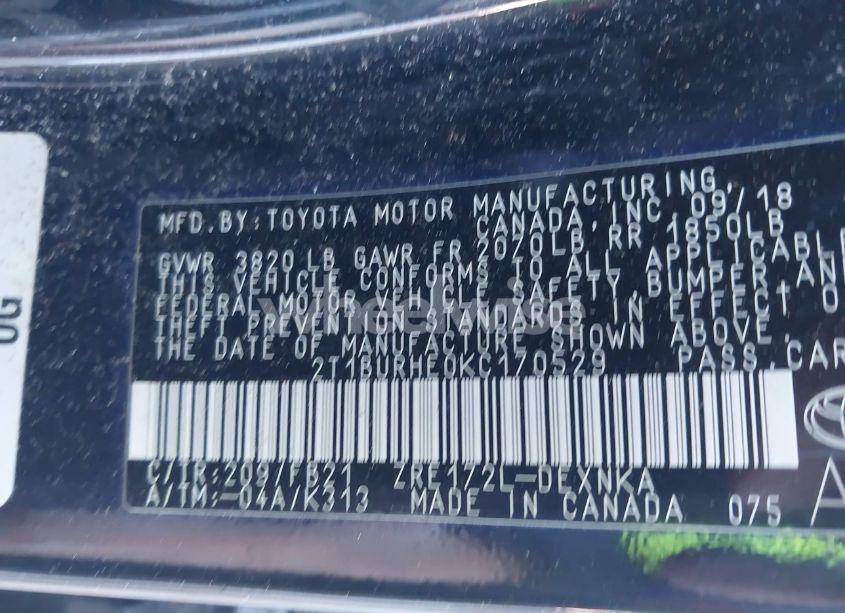 MFD.BY:TOYOTA MOTOR MANUFACTURING
CANADA,INC.09/18
GVWR 3820 LB GAWR FR 2070LB RR 1850LB
THIS VEHICLE CONFORMS TO ALL APPLICABLE
FEDERAL MOTOR VEHICLE SAFETY,BUMPER,AND
THEFT PREVENTION STANDARDS IN EFFECT O
THE DATE OF MANUFACTURE SHOWN ABOVE.
2T1BURHE0KC170529 PASS.CAR
C/TR:209/FB21 ZRE172L-DEXNKA
A/TM:-04A/K313 MADE IN CANADA 075
A
OG